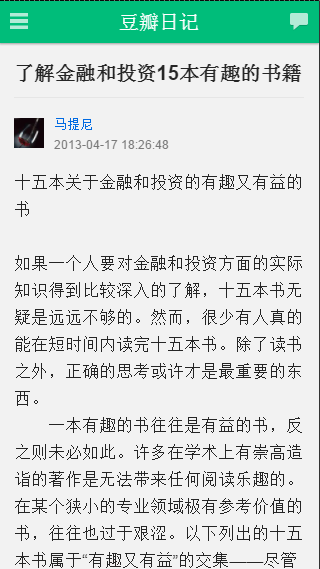 豆瓣日记
了解金融和投资15本有趣的书籍
马提尼
2013-04-17 18:26:48
十五本关于金融和投资的有趣又有益的
书
如果一个人要对金融和投资方面的实际
知识得到比较深入的了解，十五本书无
疑是远远不够的。然而，很少有人真的
能在短时间内读完十五本书。除了读书
之外，正确的思考或许才是最重要的东
西。
一本有趣的书往往是有益的书，反
之则未必如此。许多在学术上有崇高造
诣的著作是无法带来任何阅读乐趣的。
在某个狭小的专业领域极有参考价值的
书，往往也过于艰涩。以下列出的十五
本书属于“有趣又有益”的交集——尽管